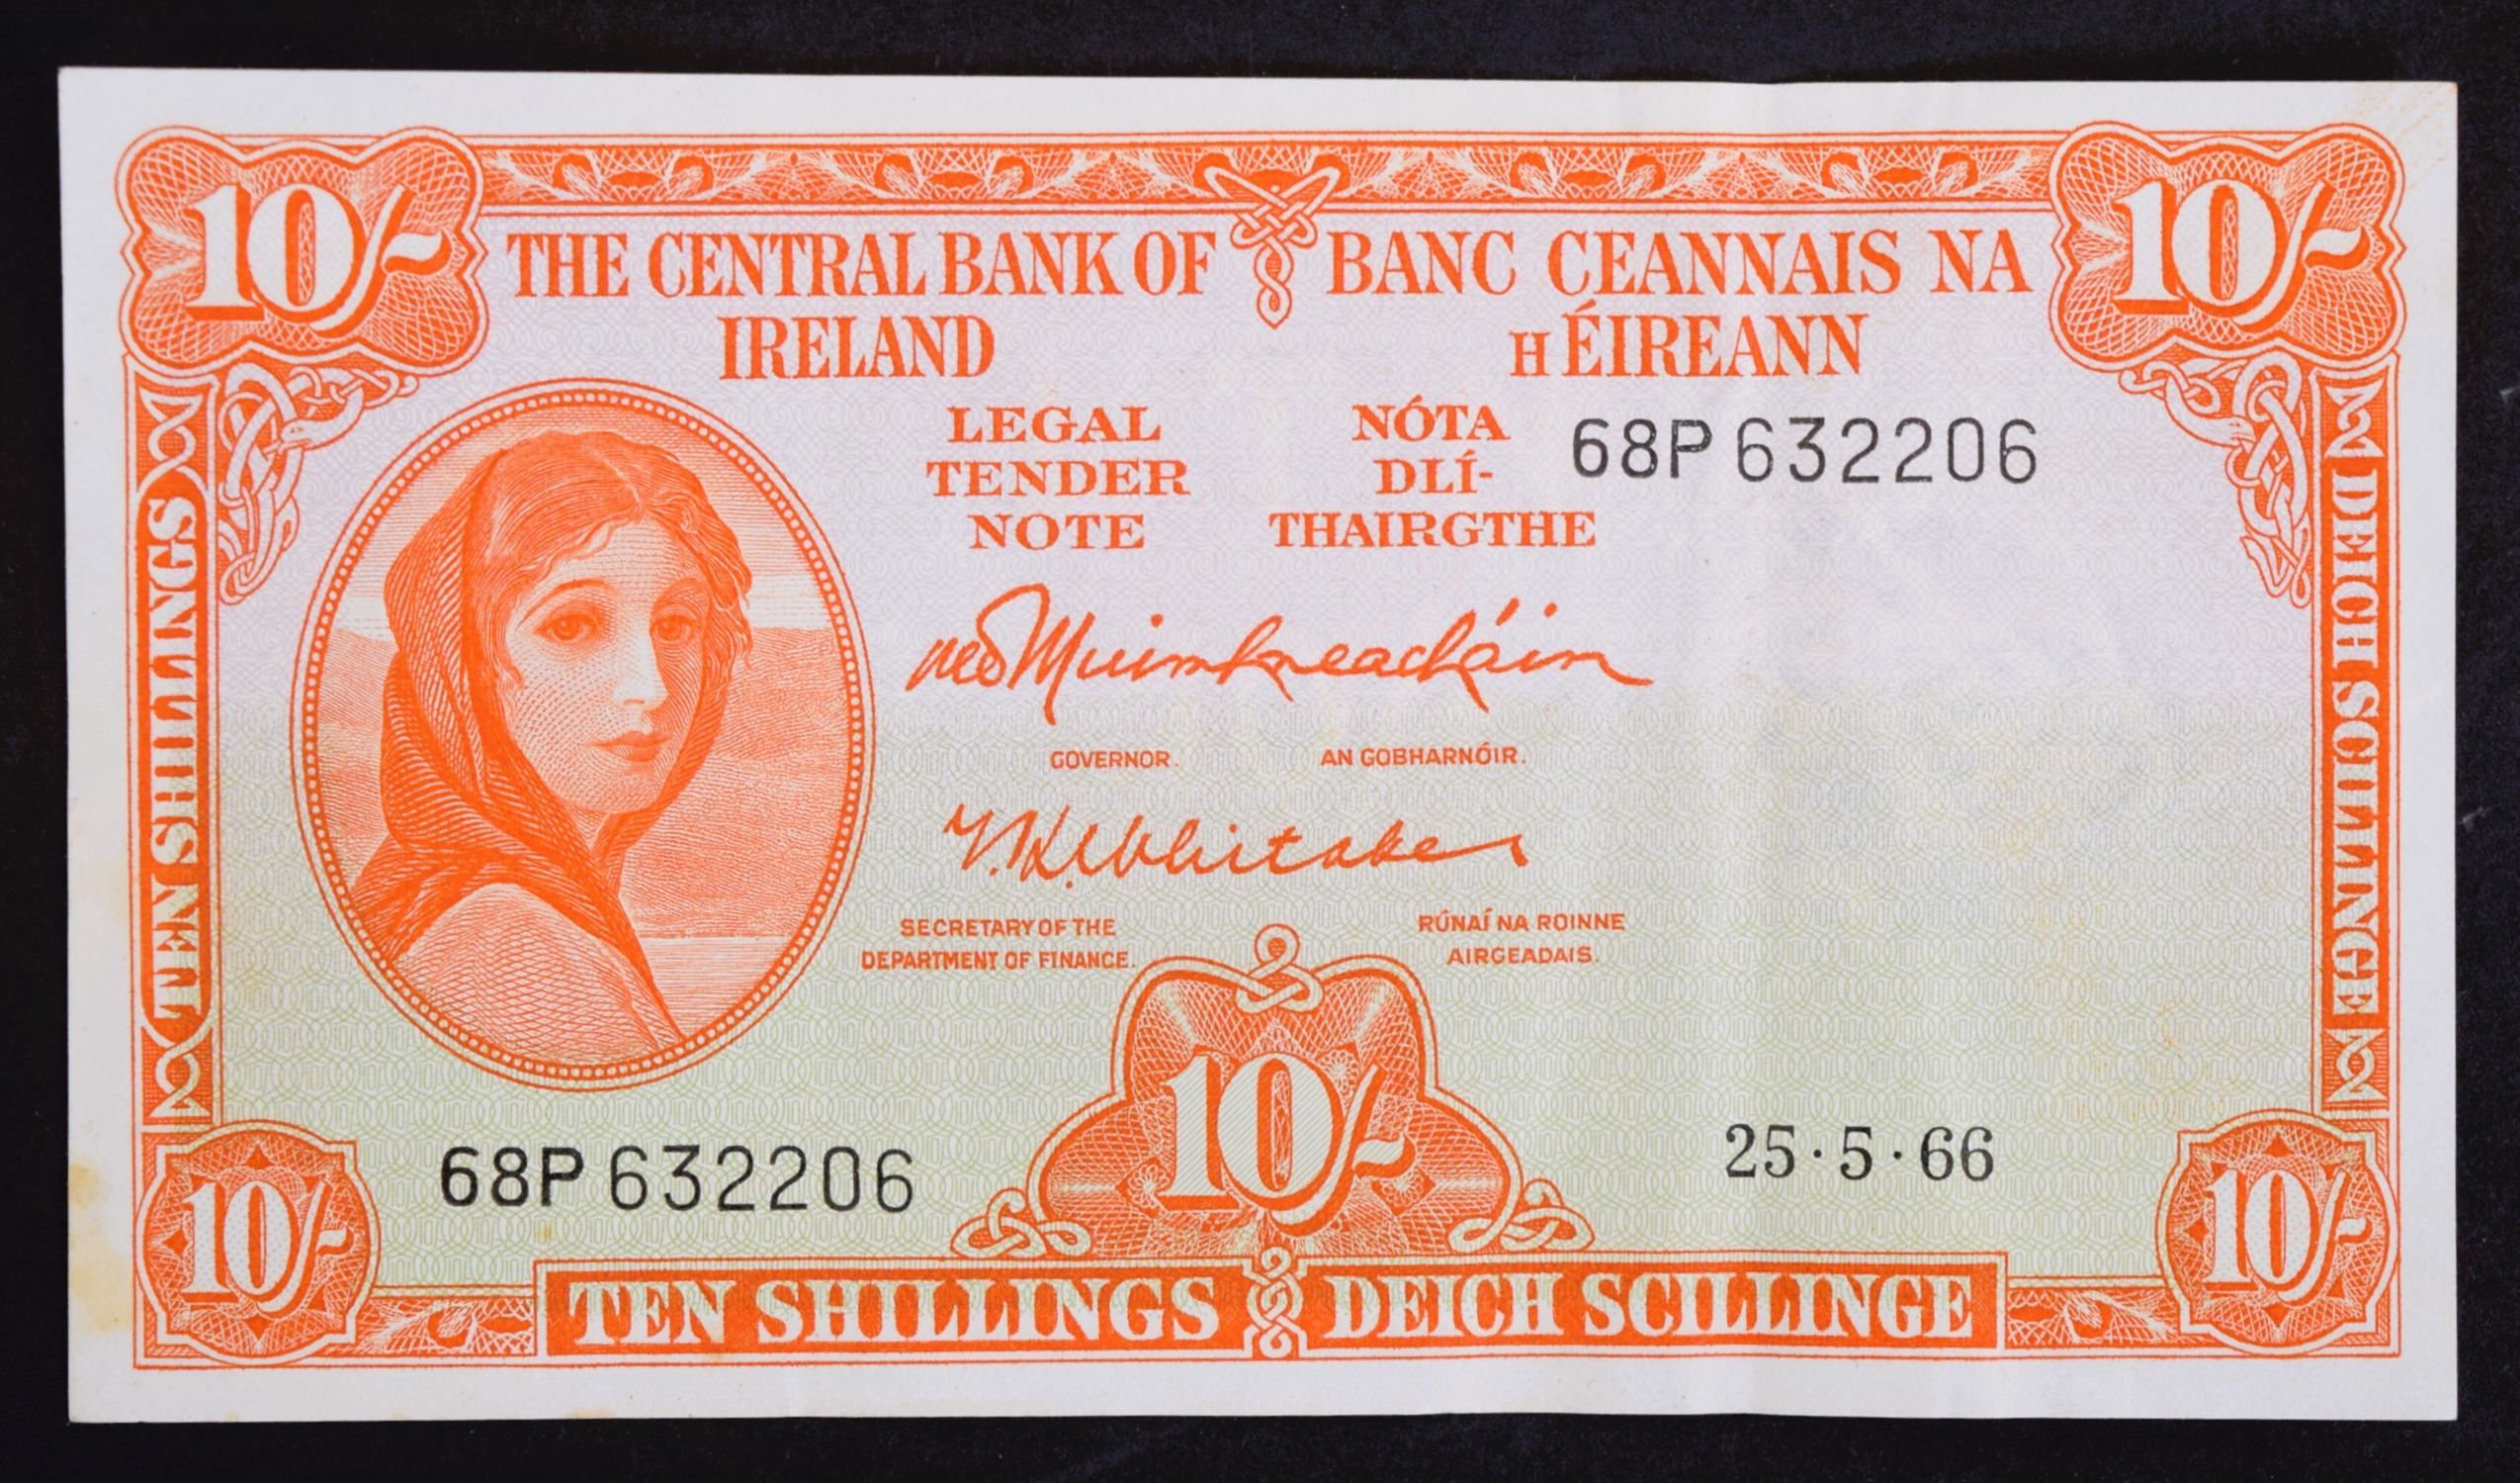 10/-
10/-
THE CENTRAL BANK OF
IRELAND
BANC CEANNAIS NA
H ÉIREANN
LEGAL
TENDER
NOTE
NÓTA
DLÍ-
THAIRGTHE
68P 632206
TEN SHILLINGS
DEICH SCILLINGE
GOVERNOR.
AN GOBHARNÓIR.
T.K. Whitaker
SECRETARY OF THE
DEPARTMENT OF FINANCE.
RÚNAÍ NA ROINNE
AIRGEADAIS.
68P 632206
10/-
25·5·66
10/-
10/-
TEN SHILLINGS
DEICH SCILLINGE